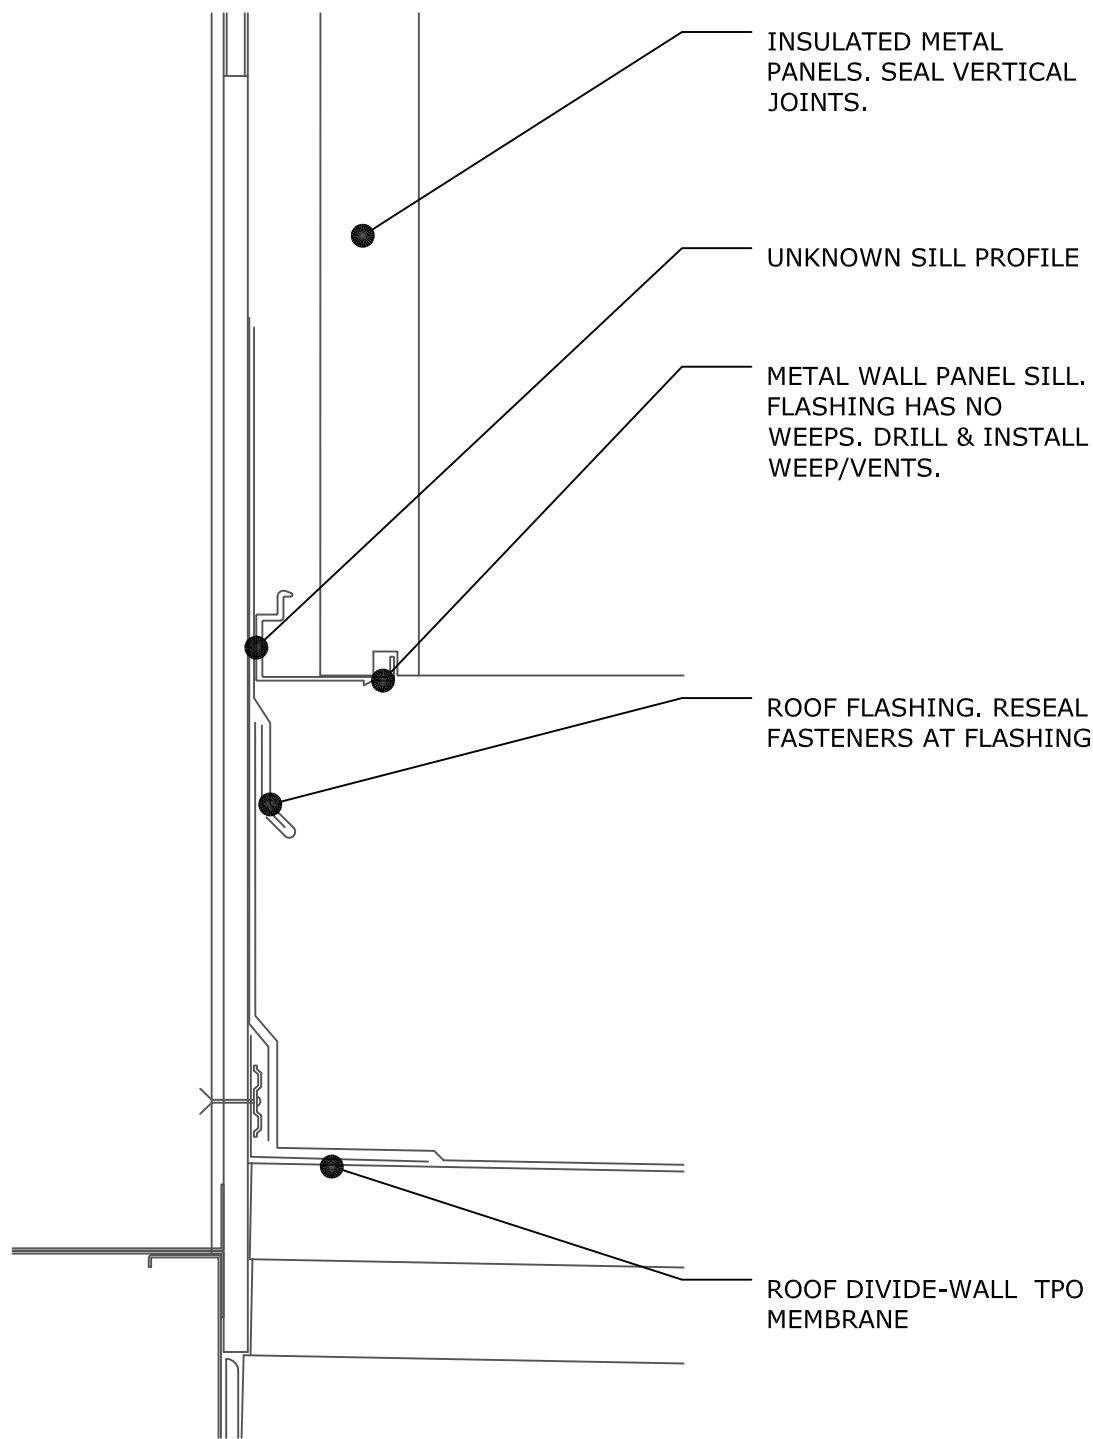 INSULATED METAL
PANELS. SEAL VERTICAL
JOINTS.
UNKNOWN SILL PROFILE
METAL WALL PANEL SILL.
FLASHING HAS NO
WEEPS. DRILL & INSTALL
WEEP/VENTS.
ROOF FLASHING. RESEAL
FASTENERS AT FLASHING
ROOF DIVIDE-WALL TPO
MEMBRANE